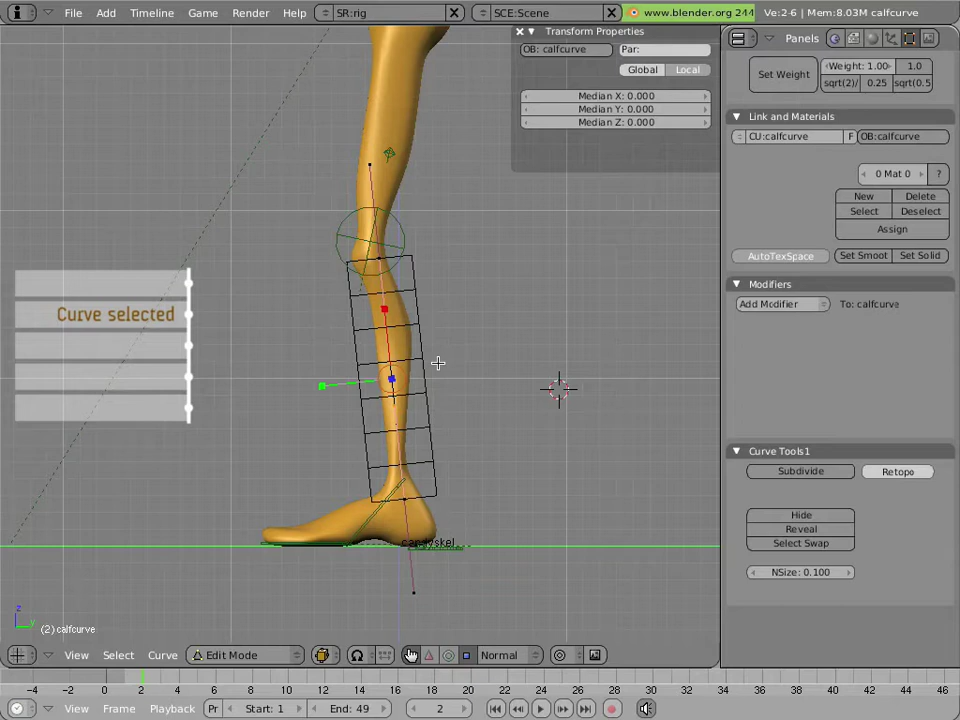 File Add Timeline Game Render Help SR:rig SCE:Scene www.blender.org 244 Ve:2-6 | Mem:8.03M calfcurve
Transform Properties
OB: calfcurve Par:
Global Local
Median X: 0.000
Median Y: 0.000
Median Z: 0.000
Panels
Set Weight Weight: 1.00 1.0
sqrt(2)/ 0.25 sqrt(0.5
Link and Materials
CU:calfcurve F OB:calfcurve
0 Mat 0 ?
New Delete
Select Deselect
Assign
AutoTexSpace Set Smoot Set Solid
Modifiers
Add Modifier To: calfcurve
Curve selected
Curve Tools1
Subdivide Retopo
Hide
Reveal
Select Swap
NSize: 0.100
candyskel
z
y
(2) calfcurve
View Select Curve Edit Mode Normal
-4 -2 0 2 4 6 8 10 12 14 16 18 20 22 24 26 28 30 32 34 36 38 40 42 44 46
View Frame Playback Pr Start: 1 End: 49 2